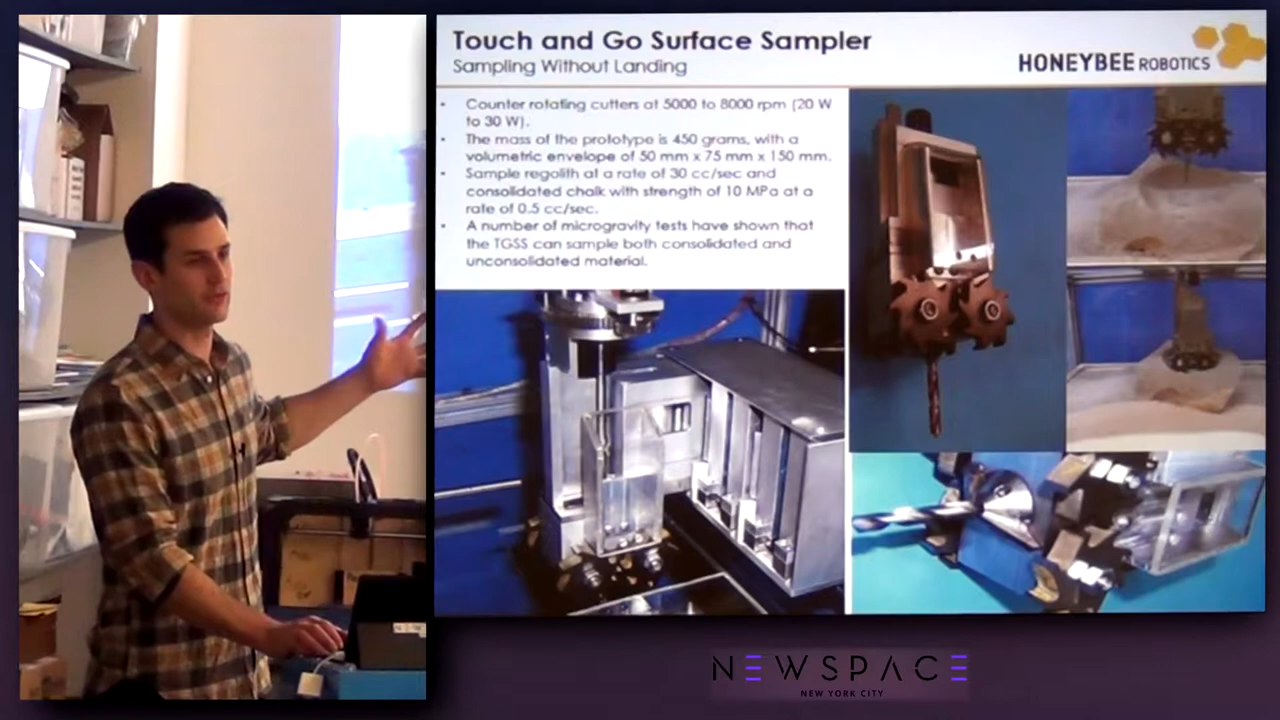 Touch and Go Surface Sampler
Sampling Without Landing
HONEYBEE ROBOTICS
• Counter rotating cutters at 5000 to 8000 rpm (20 W
to 30 W).
• The mass of the prototype is 450 grams, with a
volumetric envelope of 50 mm x 75 mm x 150 mm.
• Sample regolith at a rate of 30 cc/sec and
consolidated chalk with strength of 10 MPa at a
rate of 0.5 cc/sec.
• A number of microgravity tests have shown that
the TGSS can sample both consolidated and
unconsolidated material.
NEWSPACE
NEW YORK CITY